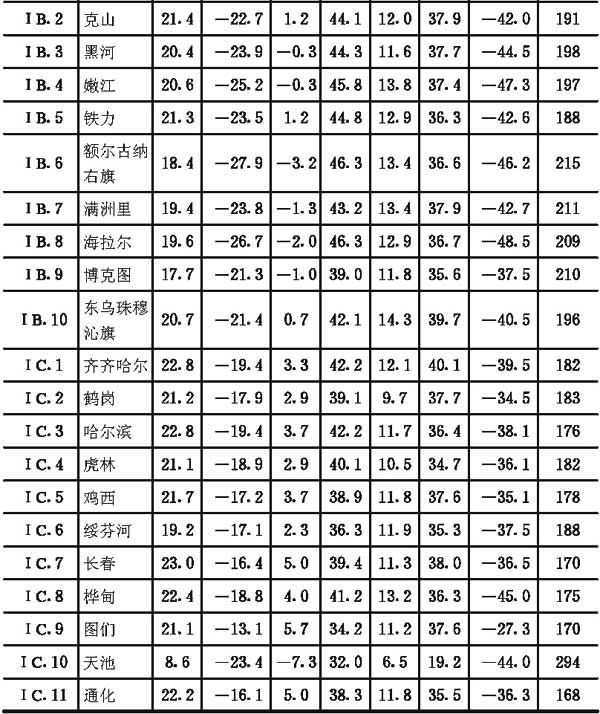 ⅠB.2 克山 21.4 −22.7 1.2 44.1 12.0 37.9 −42.0 191
ⅠB.3 黑河 20.4 −23.9 −0.3 44.3 11.6 37.7 −44.5 198
ⅠB.4 嫩江 20.6 −25.2 −0.3 45.8 13.8 37.4 −47.3 197
ⅠB.5 铁力 21.3 −23.5 1.2 44.8 12.9 36.3 −42.6 188
ⅠB.6 额尔古纳
右旗 18.4 −27.9 −3.2 46.3 13.4 36.6 −46.2 215
ⅠB.7 满洲里 19.4 −23.8 −1.3 43.2 13.4 37.9 −42.7 211
ⅠB.8 海拉尔 19.6 −26.7 −2.0 46.3 12.9 36.7 −48.5 209
ⅠB.9 博克图 17.7 −21.3 −1.0 39.0 11.8 35.6 −37.5 210
ⅠB.10 东乌珠穆
沁旗 20.7 −21.4 0.7 42.1 14.3 39.7 −40.5 196
ⅠC.1 齐齐哈尔 22.8 −19.4 3.3 42.2 12.1 40.1 −39.5 182
ⅠC.2 鹤岗 21.2 −17.9 2.9 39.1 9.7 37.7 −34.5 183
ⅠC.3 哈尔滨 22.8 −19.4 3.7 42.2 11.7 36.4 −38.1 176
ⅠC.4 虎林 21.1 −18.9 2.9 40.1 10.5 34.7 −36.1 182
ⅠC.5 鸡西 21.7 −17.2 3.7 38.9 11.8 37.6 −35.1 178
ⅠC.6 绥芬河 19.2 −17.1 2.3 36.3 11.9 35.3 −37.5 188
ⅠC.7 长春 23.0 −16.4 5.0 39.4 11.3 38.0 −36.5 170
ⅠC.8 桦甸 22.4 −18.8 4.0 41.2 13.2 36.3 −45.0 175
ⅠC.9 图们 21.1 −13.1 5.7 34.2 11.2 37.6 −27.3 170
ⅠC.10 天池 8.6 −23.4 −7.3 32.0 6.5 19.2 −44.0 294
ⅠC.11 通化 22.2 −16.1 5.0 38.3 11.8 35.5 −36.3 168